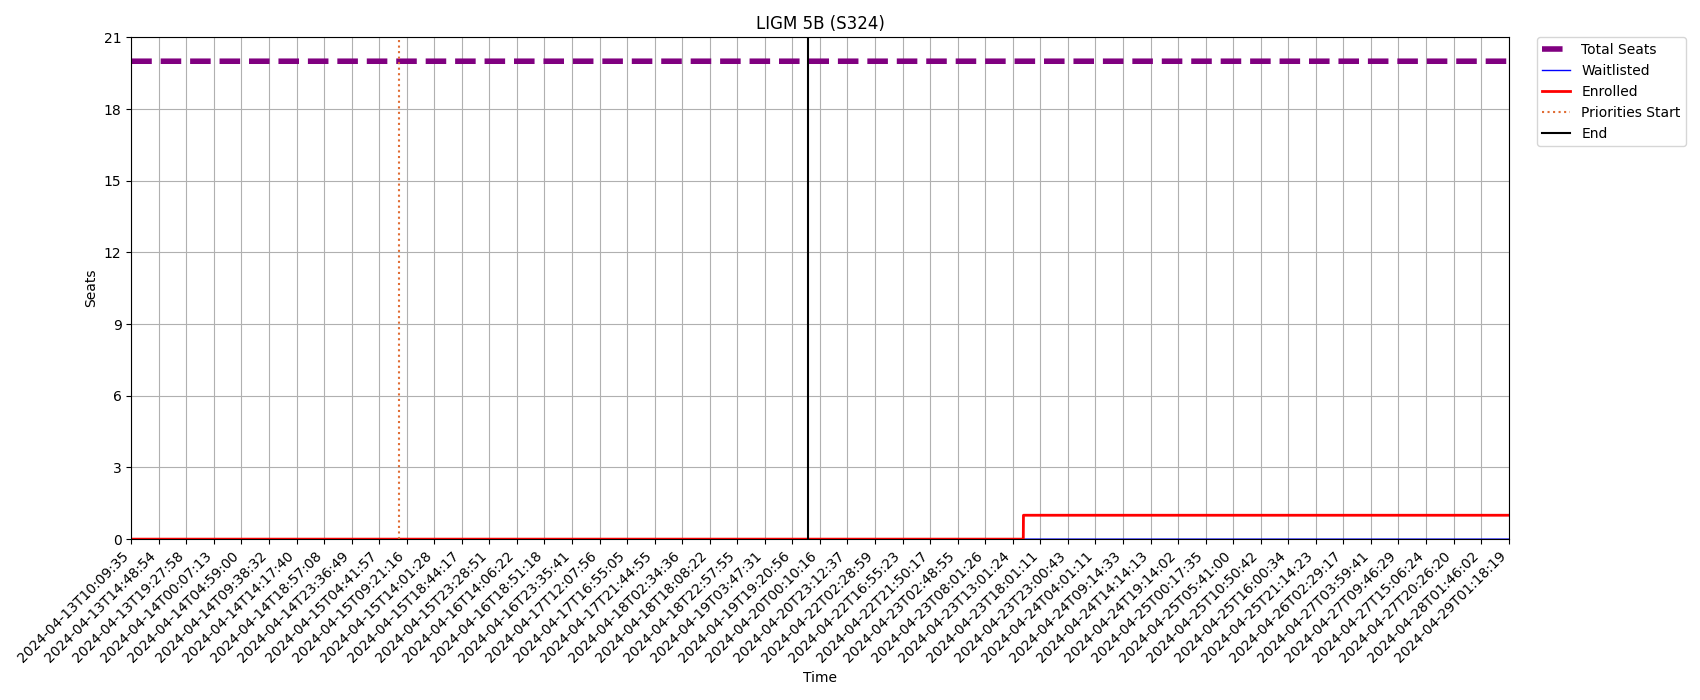 LIGM 5B (S324)
21
18
15
12
9
6
3
0
Seats
Total Seats
Waitlisted
Enrolled
Priorities Start
End
2024-04-13T10:09:35
2024-04-13T14:48:54
2024-04-13T19:27:58
2024-04-14T00:07:13
2024-04-14T04:59:00
2024-04-14T09:38:32
2024-04-14T14:17:40
2024-04-14T18:57:08
2024-04-14T23:36:49
2024-04-15T04:41:57
2024-04-15T09:21:16
2024-04-15T14:01:28
2024-04-15T18:44:17
2024-04-15T23:28:51
2024-04-16T14:06:22
2024-04-16T18:51:18
2024-04-16T23:35:41
2024-04-17T12:07:56
2024-04-17T16:55:05
2024-04-17T21:44:55
2024-04-18T02:34:36
2024-04-18T18:08:22
2024-04-18T22:57:55
2024-04-19T03:47:31
2024-04-19T19:20:56
2024-04-20T00:10:16
2024-04-20T23:12:37
2024-04-22T02:28:59
2024-04-22T16:55:23
2024-04-22T21:50:17
2024-04-23T02:48:55
2024-04-23T08:01:26
2024-04-23T13:01:24
2024-04-23T18:01:11
2024-04-23T23:00:43
2024-04-24T04:01:11
2024-04-24T09:14:33
2024-04-24T14:14:13
2024-04-24T19:14:02
2024-04-25T00:17:35
2024-04-25T05:41:00
2024-04-25T10:50:42
2024-04-25T16:00:34
2024-04-25T21:14:23
2024-04-26T02:29:17
2024-04-27T03:59:41
2024-04-27T09:46:29
2024-04-27T15:06:24
2024-04-27T20:26:20
2024-04-28T01:46:02
2024-04-29T01:18:19
Time